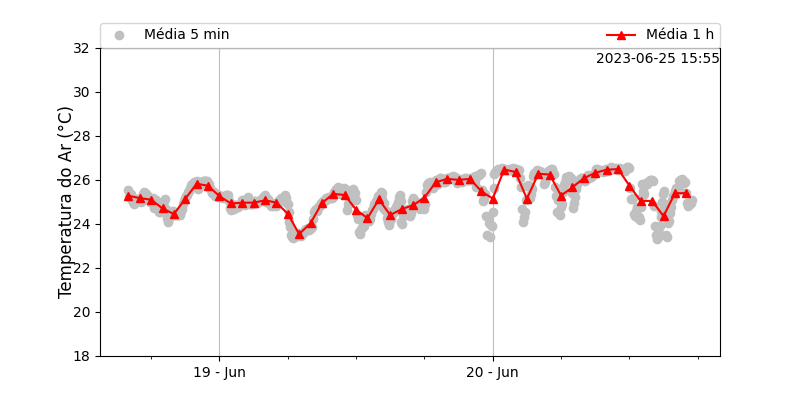 Média 5 min
Média 1 h
2023-06-25 15:55
Temperatura do Ar (°C)
32
30
28
26
24
22
20
18
19 - Jun
20 - Jun